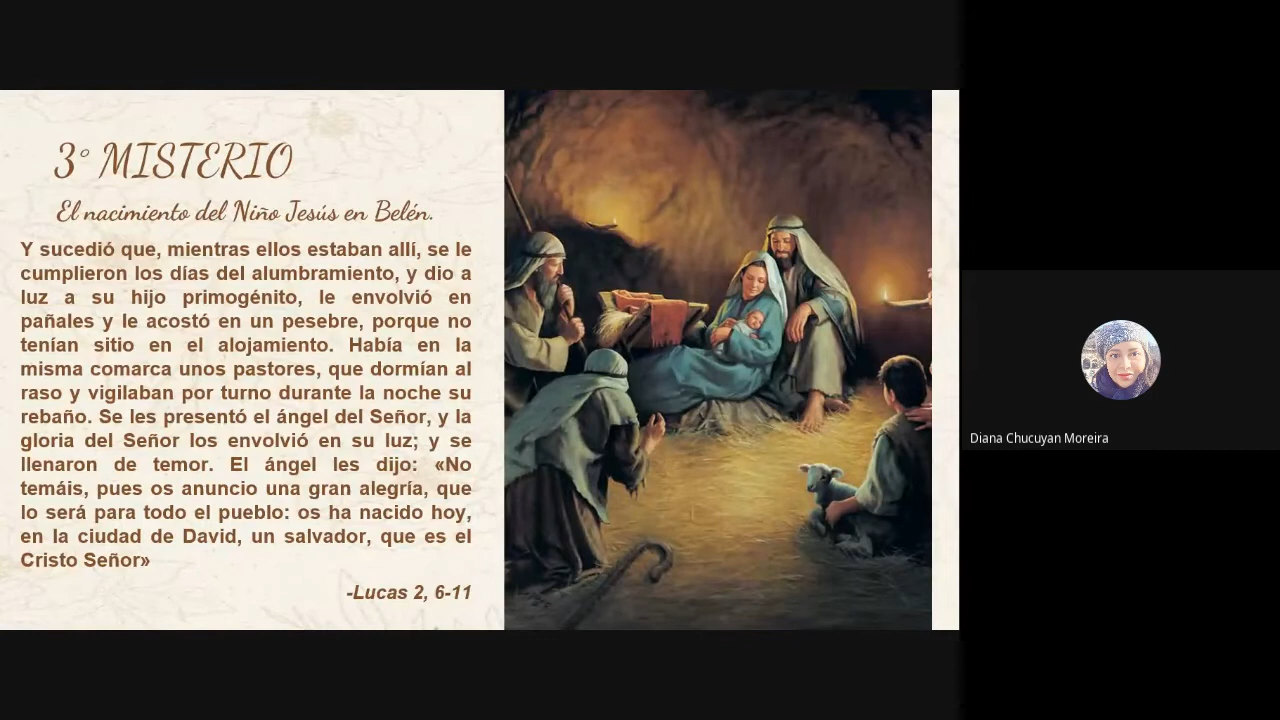 3° MISTERIO
El nacimiento del Niño Jesús en Belén.
Y sucedió que, mientras ellos estaban allí, se le
cumplieron los días del alumbramiento, y dio a
luz a su hijo primogénito, le envolvió en
pañales y le acostó en un pesebre, porque no
tenían sitio en el alojamiento. Había en la
misma comarca unos pastores, que dormían al
raso y vigilaban por turno durante la noche su
rebaño. Se les presentó el ángel del Señor, y la
gloria del Señor los envolvió en su luz; y se
llenaron de temor. El ángel les dijo: «No
temáis, pues os anuncio una gran alegría, que
lo será para todo el pueblo: os ha nacido hoy,
en la ciudad de David, un salvador, que es el
Cristo Señor»
-Lucas 2, 6-11
Diana Chucuyan Moreira